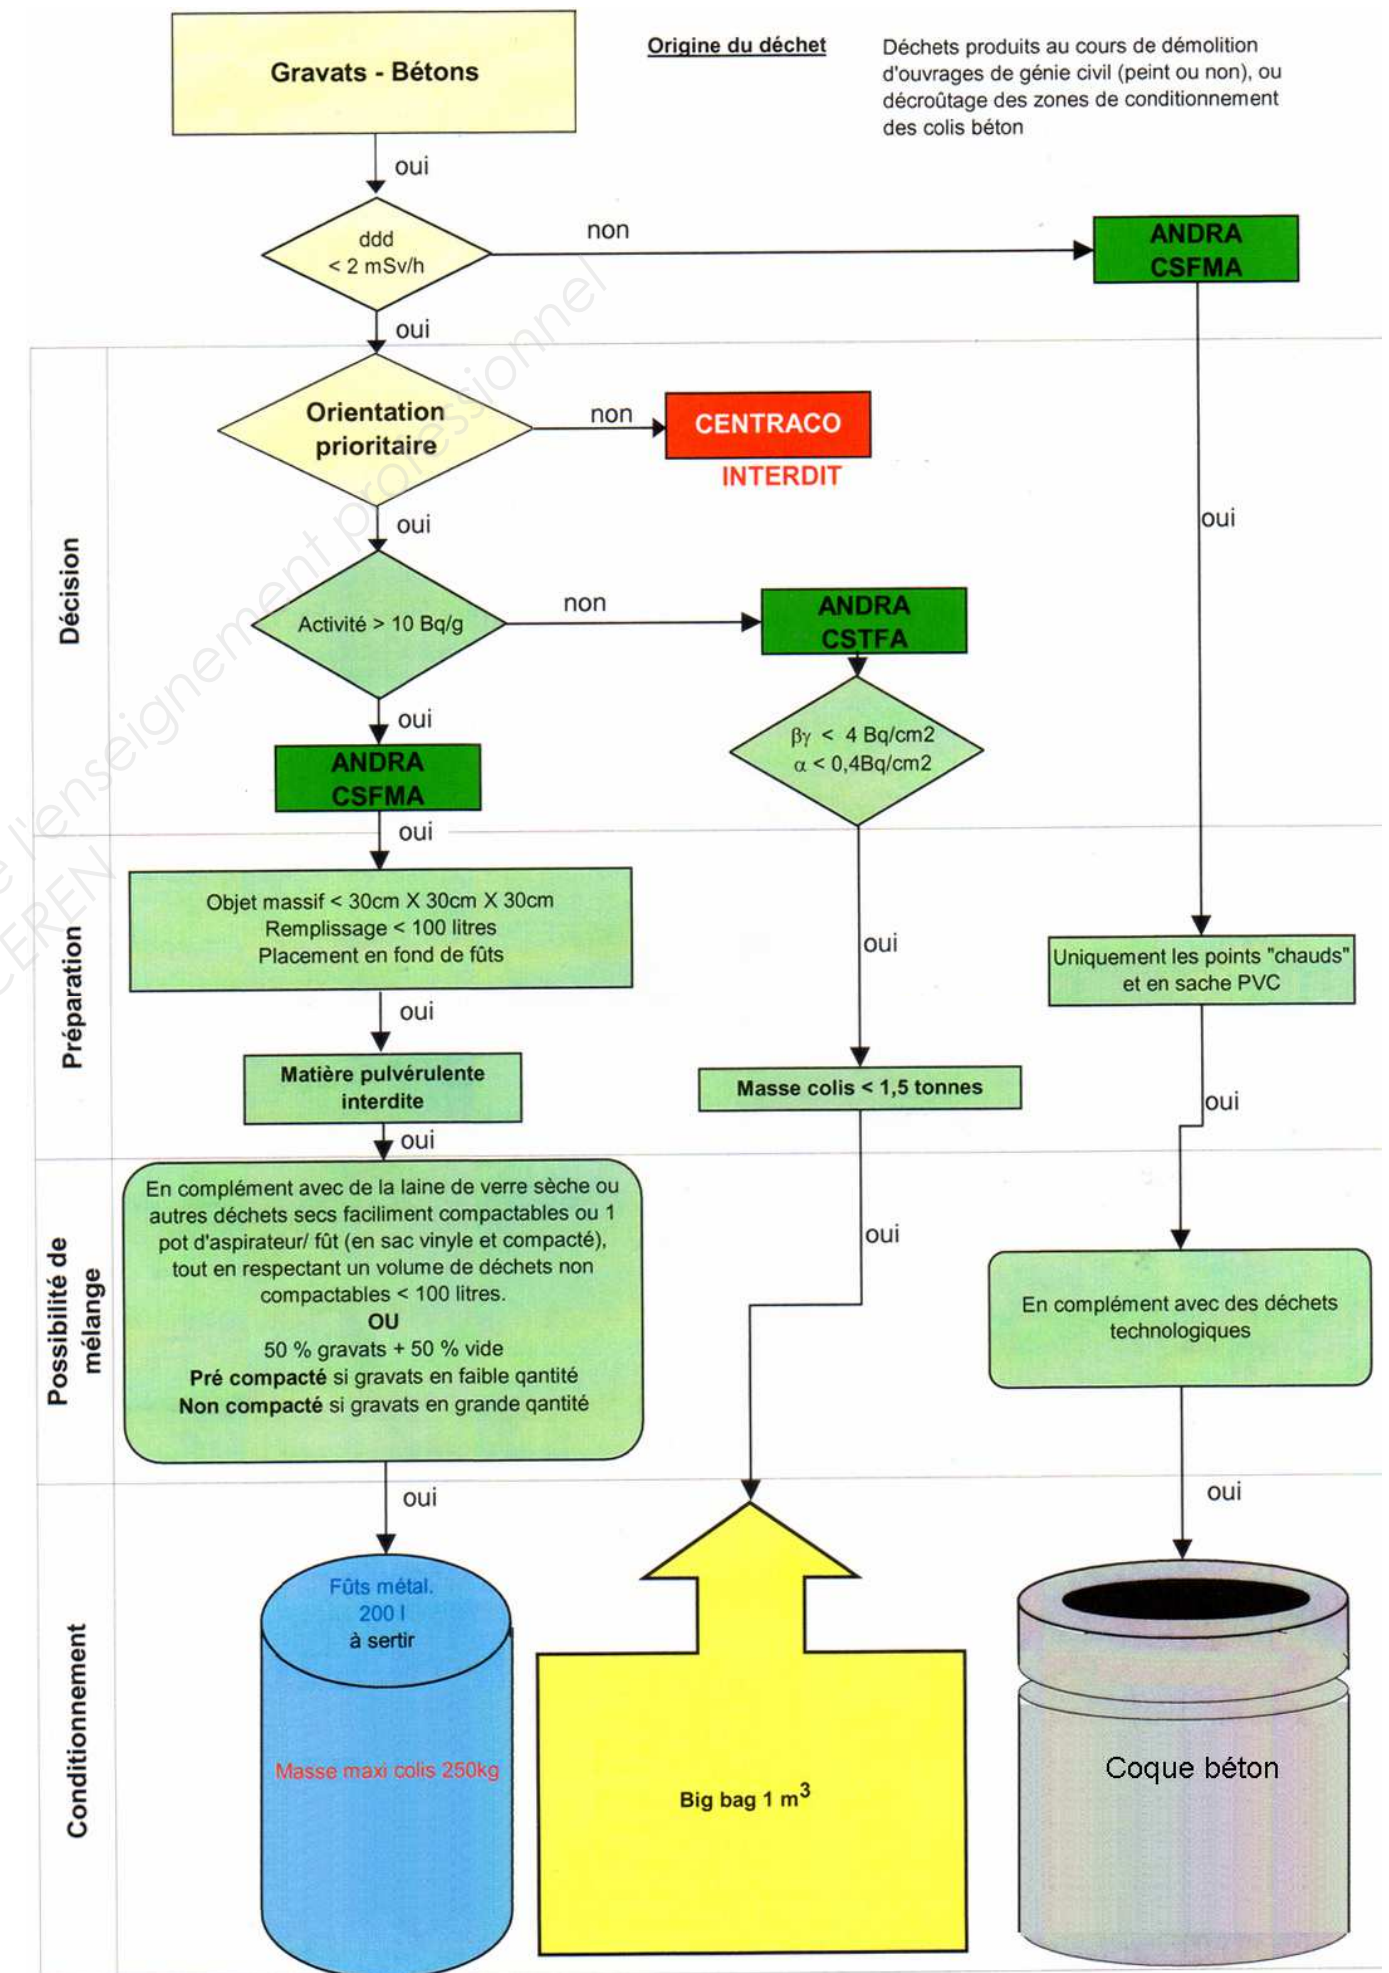 Gravats - Bétons
Origine du déchet
Déchets produits au cours de démolition
d'ouvrages de génie civil (peint ou non), ou
décroûtage des zones de conditionnement
des colis béton
oui
ddd
< 2 mSv/h
non
ANDRA
CSFMA
oui
Décision
Orientation
prioritaire
non
CENTRACO
INTERDIT
oui
oui
Activité > 10 Bq/g
non
ANDRA
CSTFA
oui
βγ < 4 Bq/cm2
α < 0,4Bq/cm2
ANDRA
CSFMA
oui
Préparation
Objet massif < 30cm X 30cm X 30cm
Remplissage < 100 litres
Placement en fond de fûts
oui
Uniquement les points "chauds"
et en sache PVC
oui
Matière pulvérulente
interdite
Masse colis < 1,5 tonnes
oui
oui
Possibilité de
mélange
En complément avec de la laine de verre sèche ou
autres déchets secs faciliment compactables ou 1
pot d'aspirateur/ fût (en sac vinyle et compacté),
tout en respectant un volume de déchets non
compactables < 100 litres.
OU
50 % gravats + 50 % vide
Pré compacté si gravats en faible qantité
Non compacté si gravats en grande qantité
oui
En complément avec des déchets
technologiques
oui
oui
Conditionnement
Fûts métal.
200 l
à sertir
Masse maxi colis 250kg
Big bag 1 m3
Coque béton
e l'enseignement professionnel
CEREN